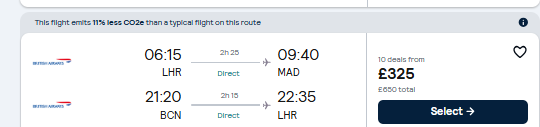 This flight emits 11% less CO2e than a typical flight on this route
06:15
2h 25
09:40
LHR
Direct
MAD
BRITISH AIRWAYS
21:20
2h 15
22:35
BCN
Direct
LHR
BRITISH AIRWAYS
10 deals from
£325
£650 total
Select →